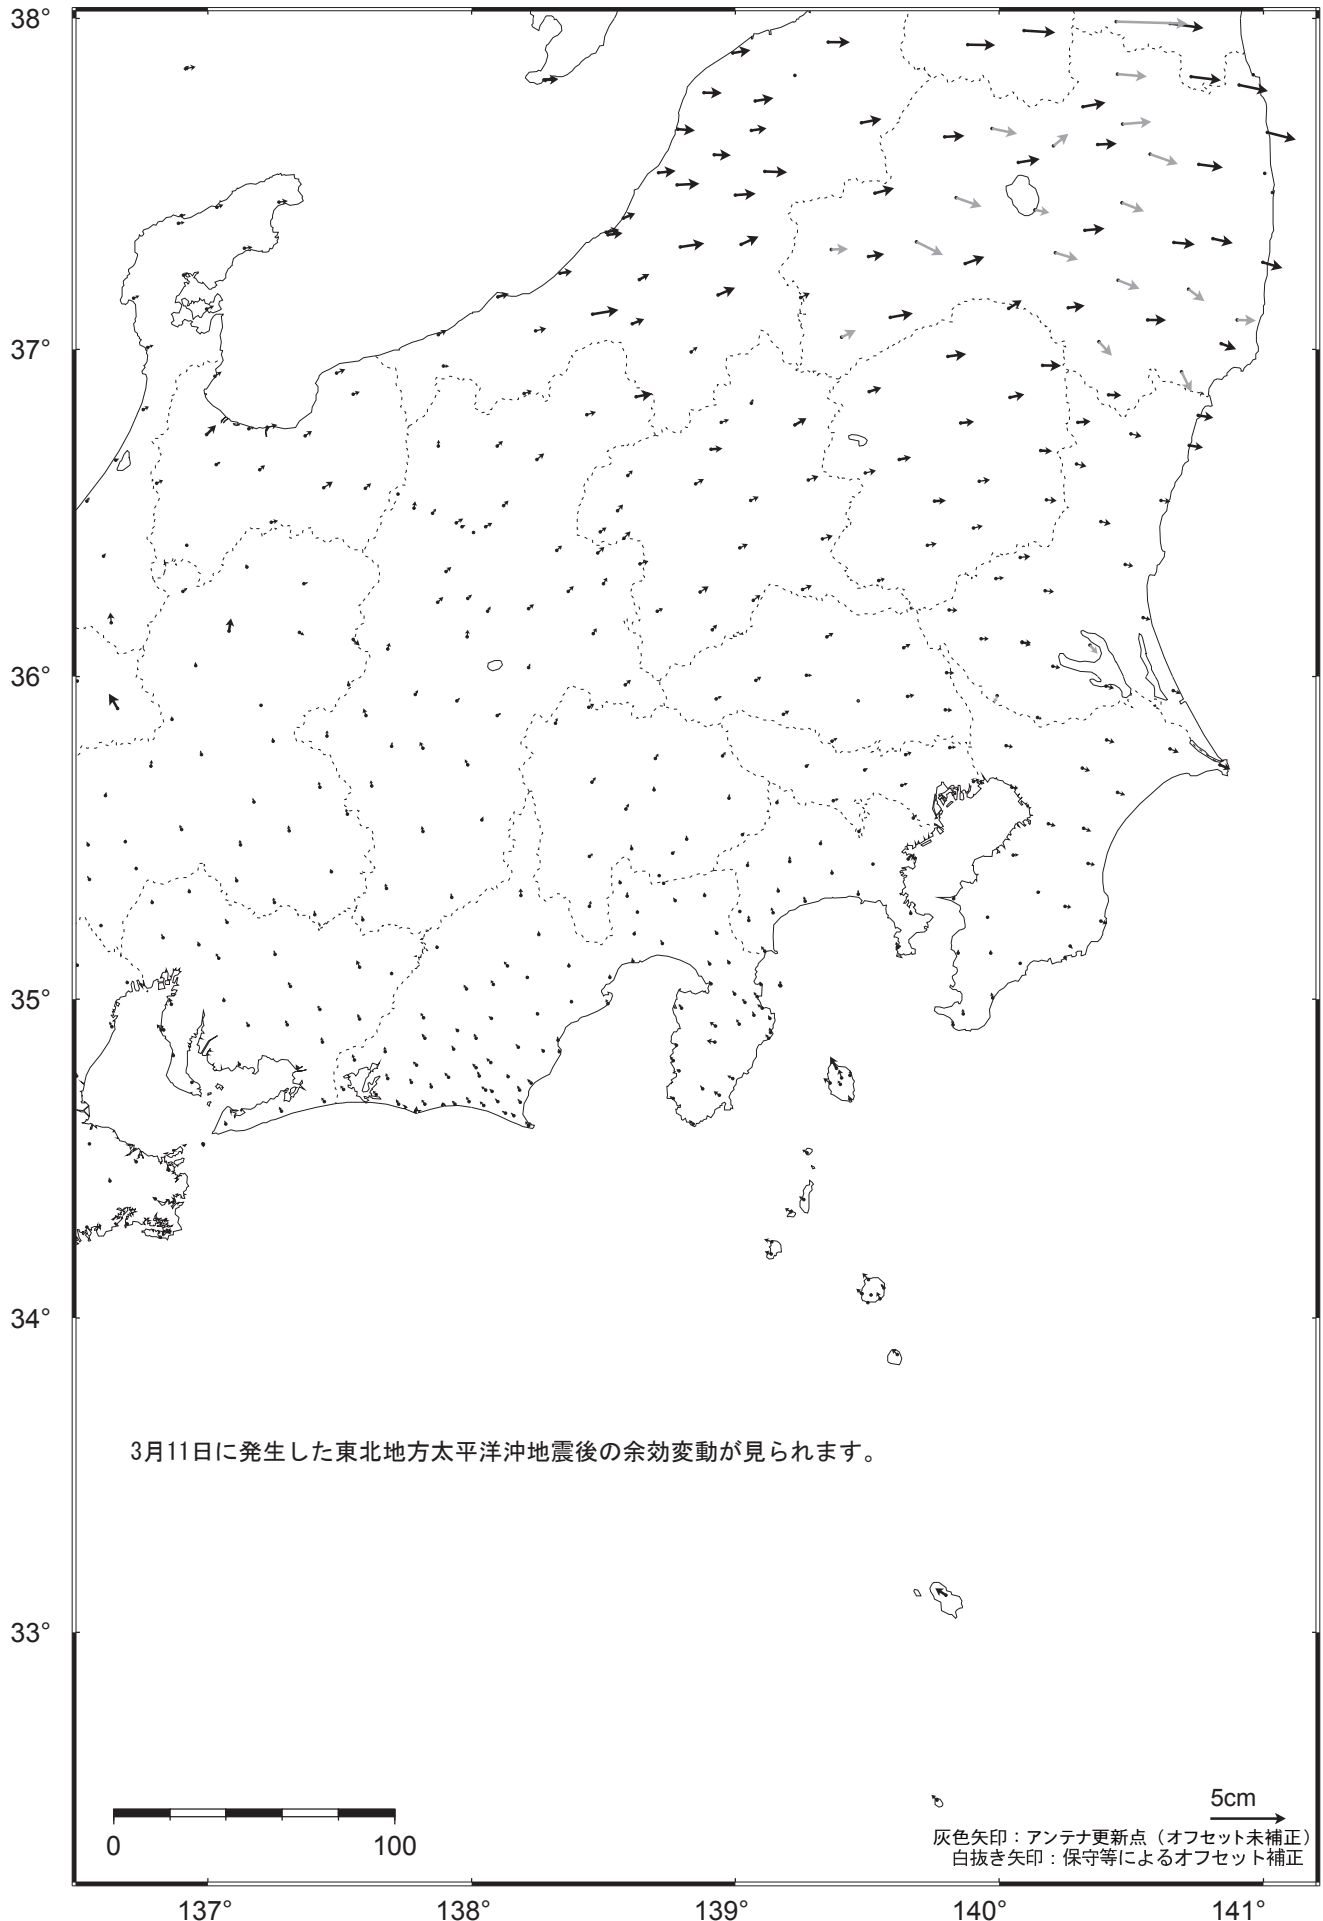 38°
37°
36°
35°
34°
3月11日に発生した東北地方太平洋沖地震後の余効変動が見られます。
33°
5cm
灰色矢印：アンテナ更新点（オフセット未補正）
白抜き矢印：保守等によるオフセット補正
0 100
137° 138° 139° 140° 141°